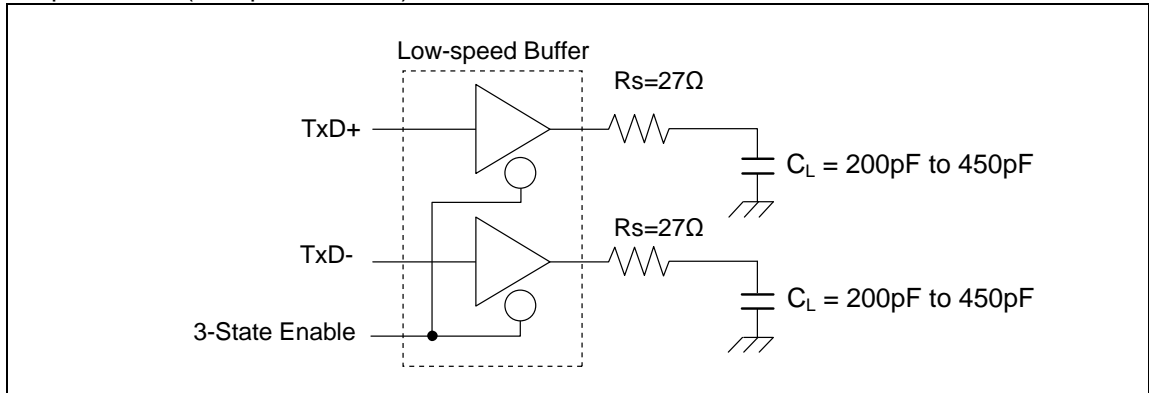 Low-speed Buffer
Rs=27Ω
TxD+
C_L = 200pF to 450pF
Rs=27Ω
TxD-
C_L = 200pF to 450pF
3-State Enable